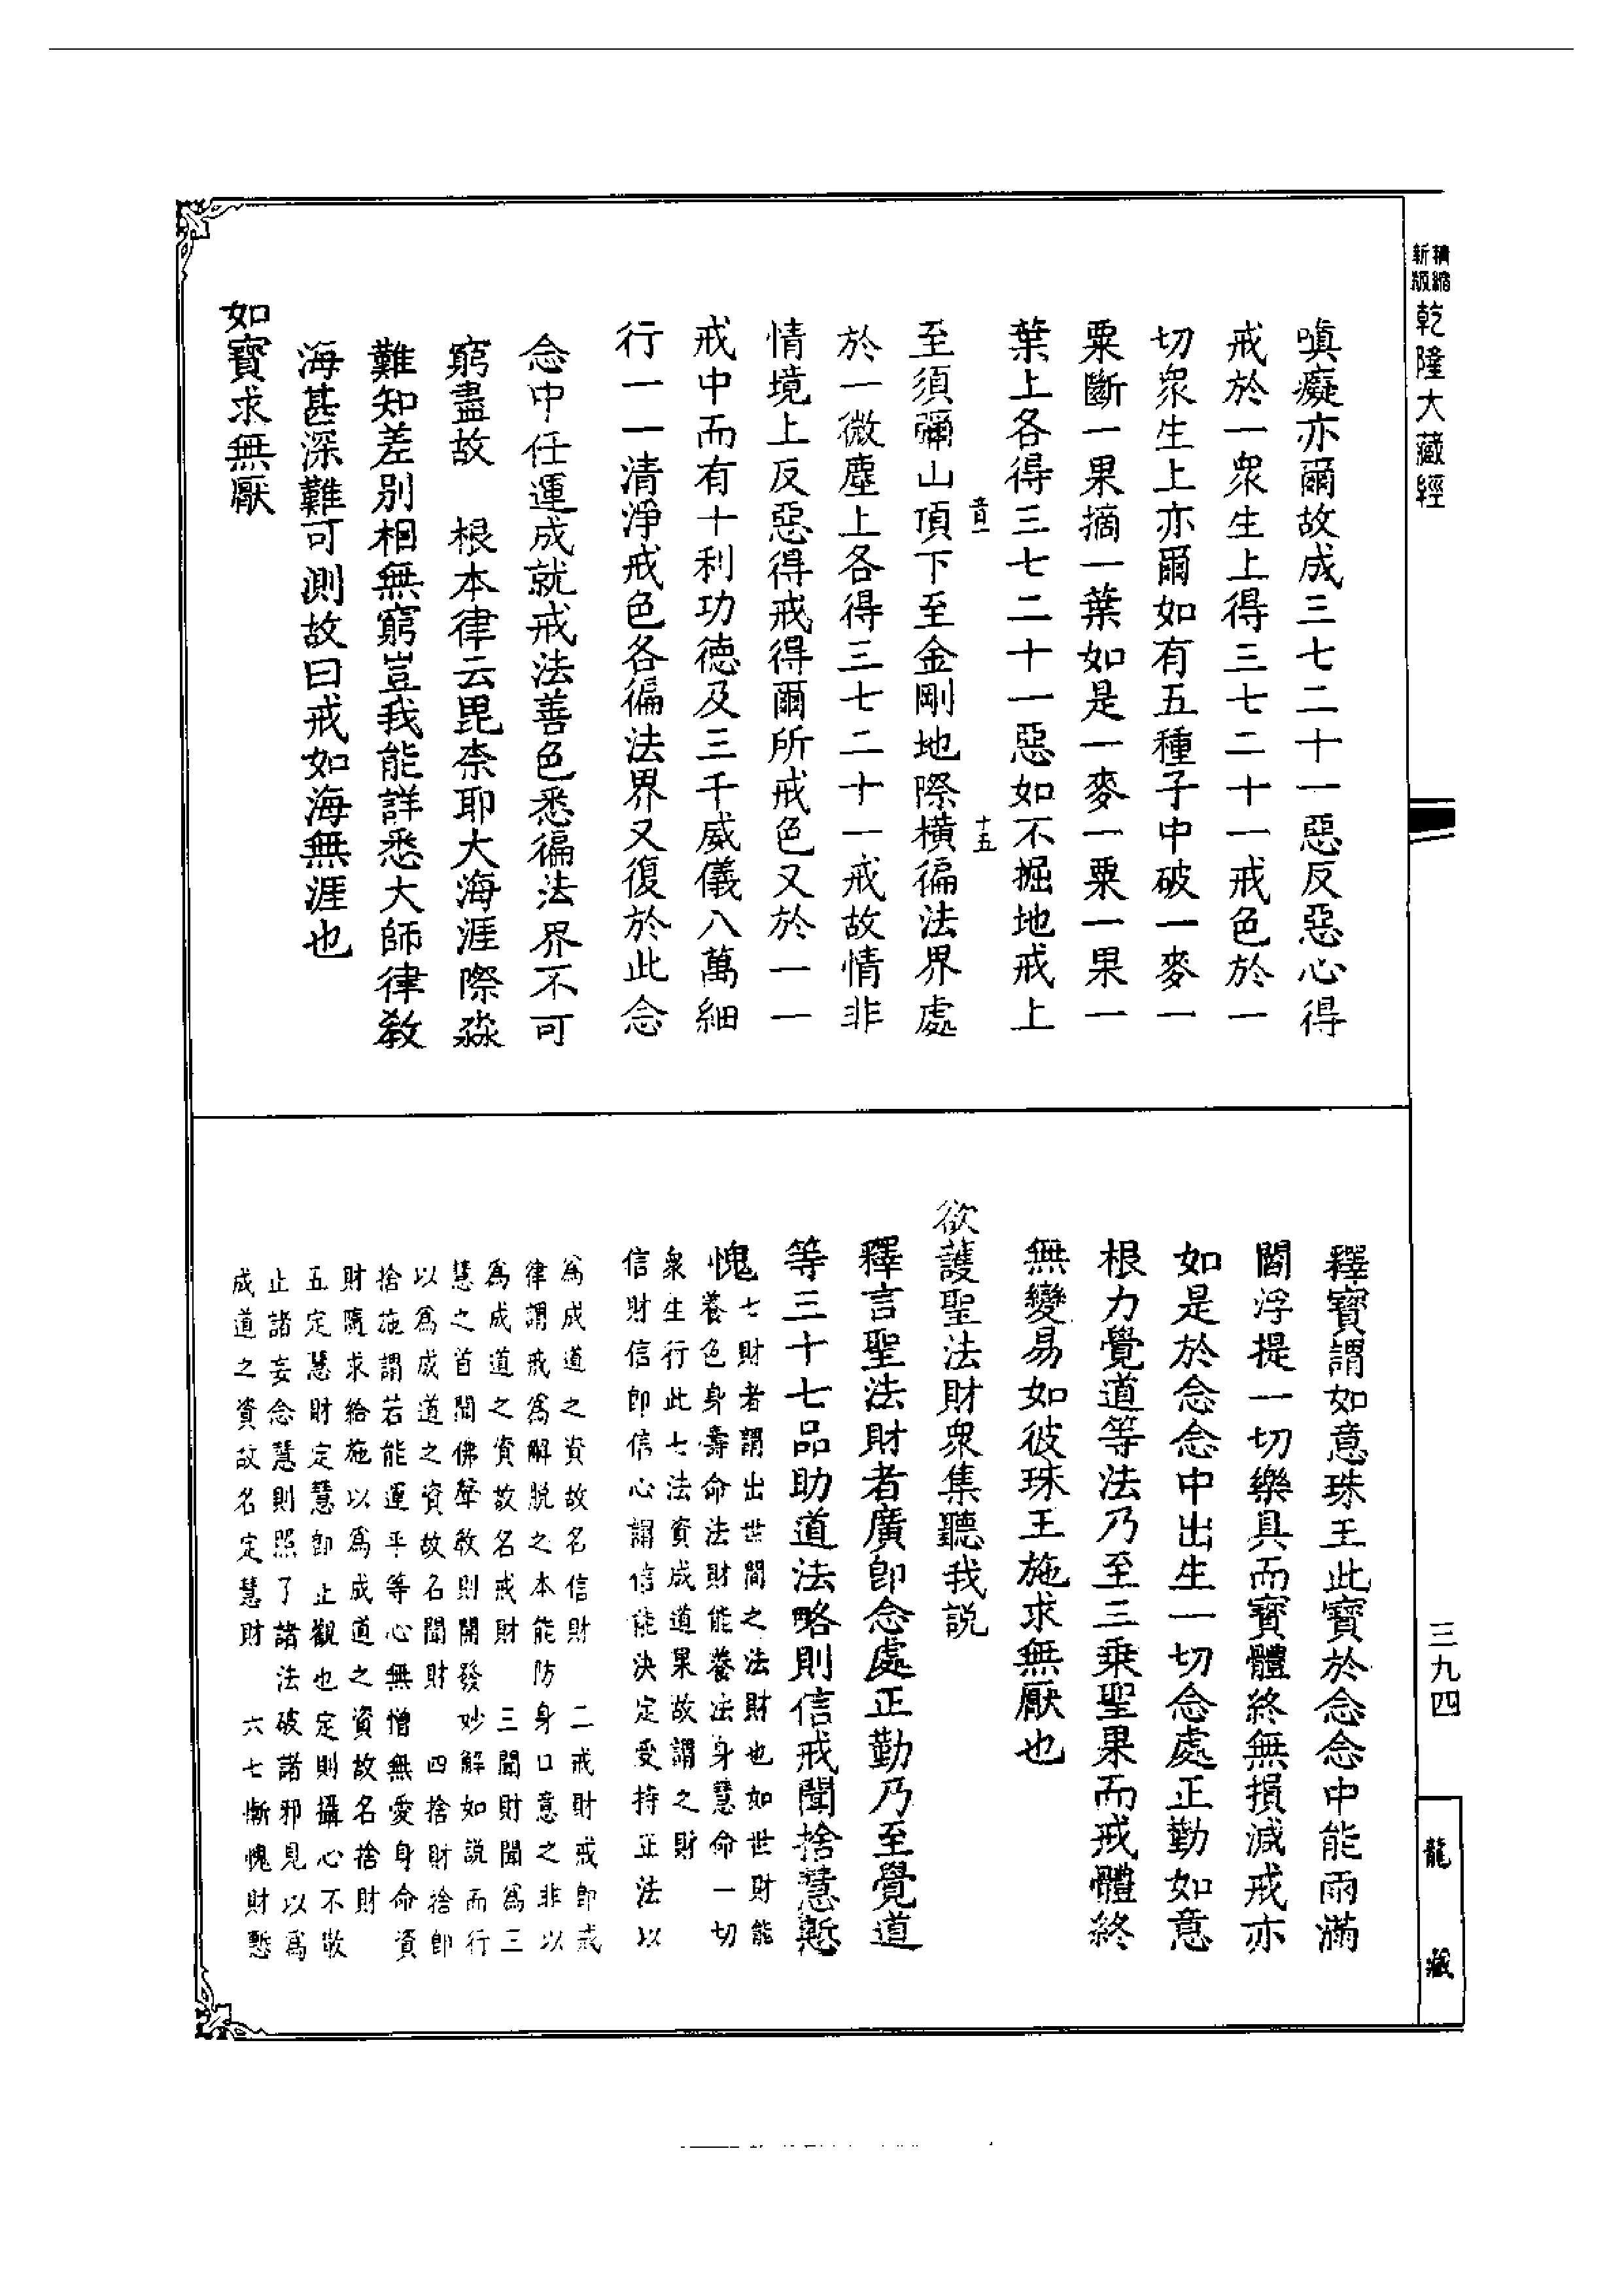 精縮
新版
乾隆大藏經
三九四
龍藏
嗔癡亦爾故成三七二十一惡反惡心得
戒於一衆生上得三七二十一戒色於一
切衆生上亦爾如有五種子中破一麥一
粟斷一果摘一葉如是一麥一粟一果一
葉上各得三七二十一惡如不掘地戒上
音一
十五
至須彌山頂下至金剛地際橫徧法界處
於一微塵上各得三七二十一戒故情非
情境上反惡得戒得爾所戒色又於一一
戒中而有十利功德及三千威儀八萬細
行一一清淨戒色各徧法界又復於此念
念中任運成就戒法善色悉徧法界不可
窮盡故　根本律云毘柰耶大海涯際淼
難知差別相無窮豈我能詳悉大師律教
海甚深難可測故曰戒如海無涯也
如寶求無厭
釋寶謂如意珠王此寶於念念中能雨滿
閻浮提一切樂具而寶體終無損減戒亦
如是於念念中出生一切念處正勤如意
根力覺道等法乃至三乘聖果而戒體終
無變易如彼珠王施求無厭也
欲護聖法財衆集聽我説
釋言聖法財者廣即念處正勤乃至覺道
等三十七品助道法略則信戒聞捨慧慙
愧
七財者謂出世間之法財也如世財能
養色身壽命法財能養法身慧命一切
衆生行此七法資成道果故謂之財
信財信即信心謂信能決定受持正法以
爲成道之資故名信財　二戒財戒即戒
律謂戒爲解脱之本能防身口意之非以
爲成道之資故名戒財　三聞財聞爲三
慧之首聞佛聲教則開發妙解如説而行
以爲成道之資故名聞財　四捨財捨即
捨施謂若能運平等心無憎無愛身命資
財隨求給施以爲成道之資故名捨財
五定慧財定慧即止觀也定則攝心不散
止諸妄念慧則照了諸法破諸邪見以爲
成道之資故名定慧財　六七慚愧財慙